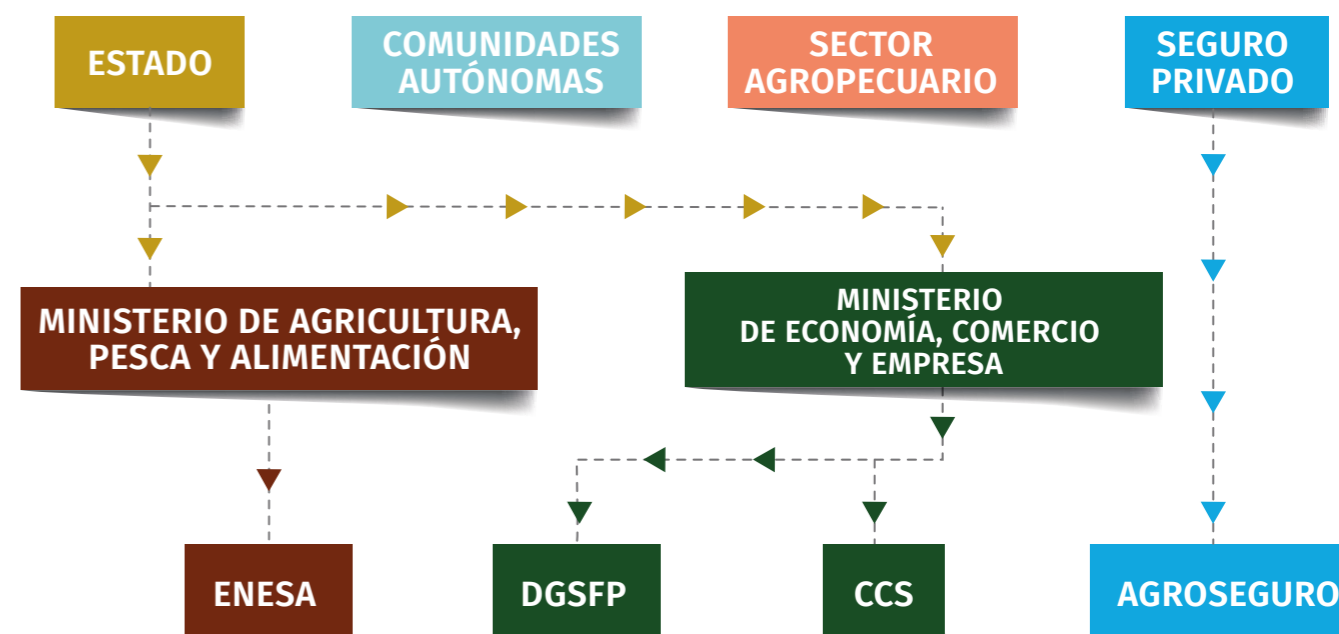 ESTADO
COMUNIDADES
AUTÓNOMAS
SECTOR
AGROPECUARIO
SEGURO
PRIVADO
MINISTERIO DE AGRICULTURA,
PESCA Y ALIMENTACIÓN
MINISTERIO
DE ECONOMÍA, COMERCIO
Y EMPRESA
ENESA
DGSFP
CCS
AGROSEGURO